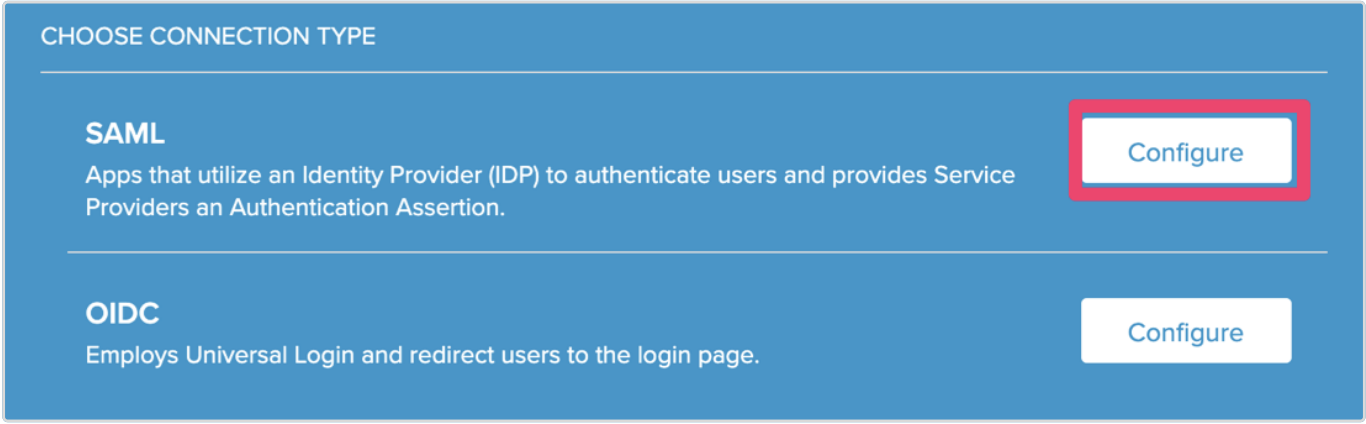 CHOOSE CONNECTION TYPE
SAML
Apps that utilize an Identity Provider (IDP) to authenticate users and provides Service
Providers an Authentication Assertion.
Configure
OIDC
Employs Universal Login and redirect users to the login page.
Configure